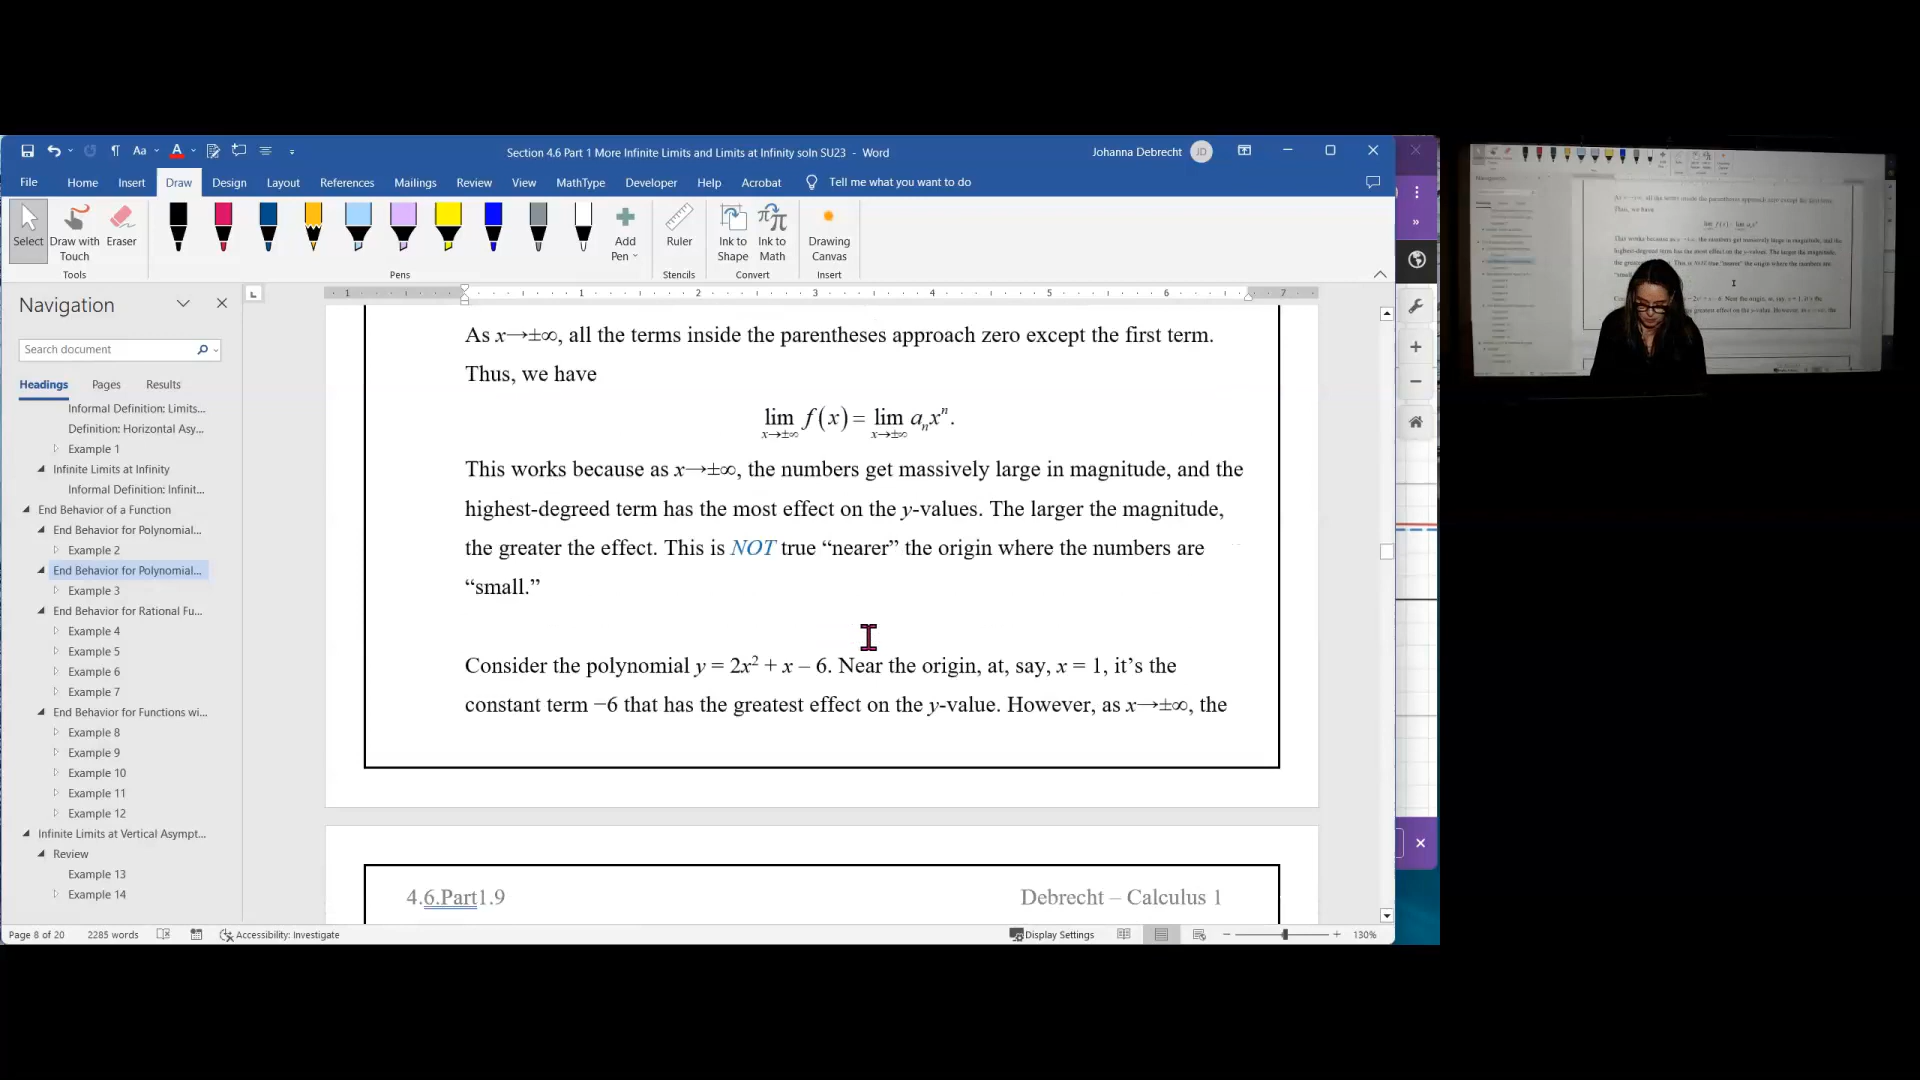 Section 4.6 Part 1 More Infinite Limits and Limits at Infinity soln SU23 - Word
Johanna Debrecht JD
File Home Insert Draw Design Layout References Mailings Review View MathType Developer Help Acrobat Tell me what you want to do
Select Draw with Touch Eraser Add Pen Ruler Ink to Shape Ink to Math Drawing Canvas
Tools Pens Stencils Convert Insert
Navigation
Search document
Headings Pages Results
Informal Definition: Limits...
Definition: Horizontal Asy...
Example 1
Infinite Limits at Infinity
Informal Definition: Infinit...
End Behavior of a Function
End Behavior for Polynomial...
Example 2
End Behavior for Polynomial...
Example 3
End Behavior for Rational Fu...
Example 4
Example 5
Example 6
Example 7
End Behavior for Functions wi...
Example 8
Example 9
Example 10
Example 11
Example 12
Infinite Limits at Vertical Asympt...
Review
Example 13
Example 14
1 1 2 3 4 5 6 7
As x→±∞, all the terms inside the parentheses approach zero except the first term.
Thus, we have
lim x→±∞ f(x) = lim x→±∞ aₙxⁿ.
This works because as x→±∞, the numbers get massively large in magnitude, and the
highest-degreed term has the most effect on the y-values. The larger the magnitude,
the greater the effect. This is NOT true “nearer” the origin where the numbers are
“small.”
Consider the polynomial y = 2x² + x – 6. Near the origin, at, say, x = 1, it’s the
constant term −6 that has the greatest effect on the y-value. However, as x→±∞, the
4.6.Part1.9 Debrecht – Calculus 1
Page 8 of 20 2285 words Accessibility: Investigate Display Settings 130%